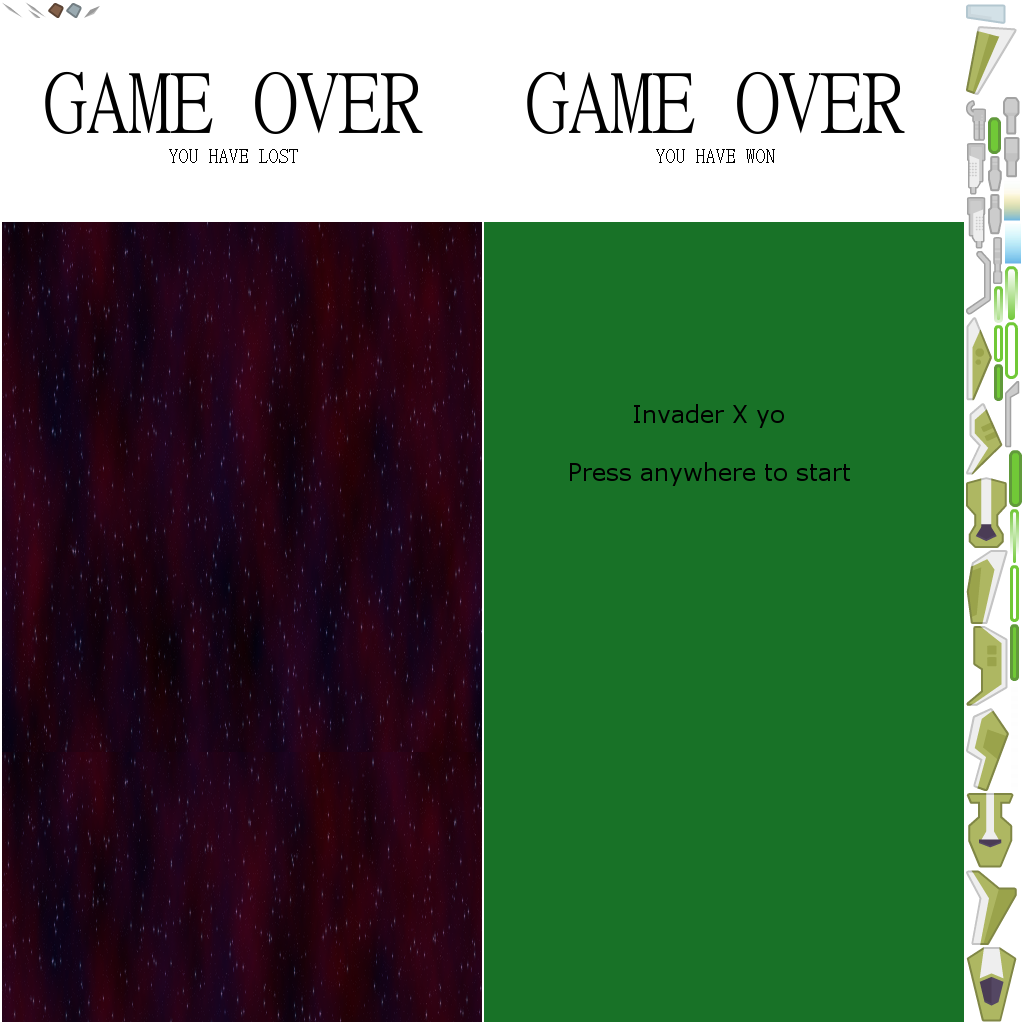 GAME OVER
YOU HAVE LOST
GAME OVER
YOU HAVE WON
Invader X yo
Press anywhere to start